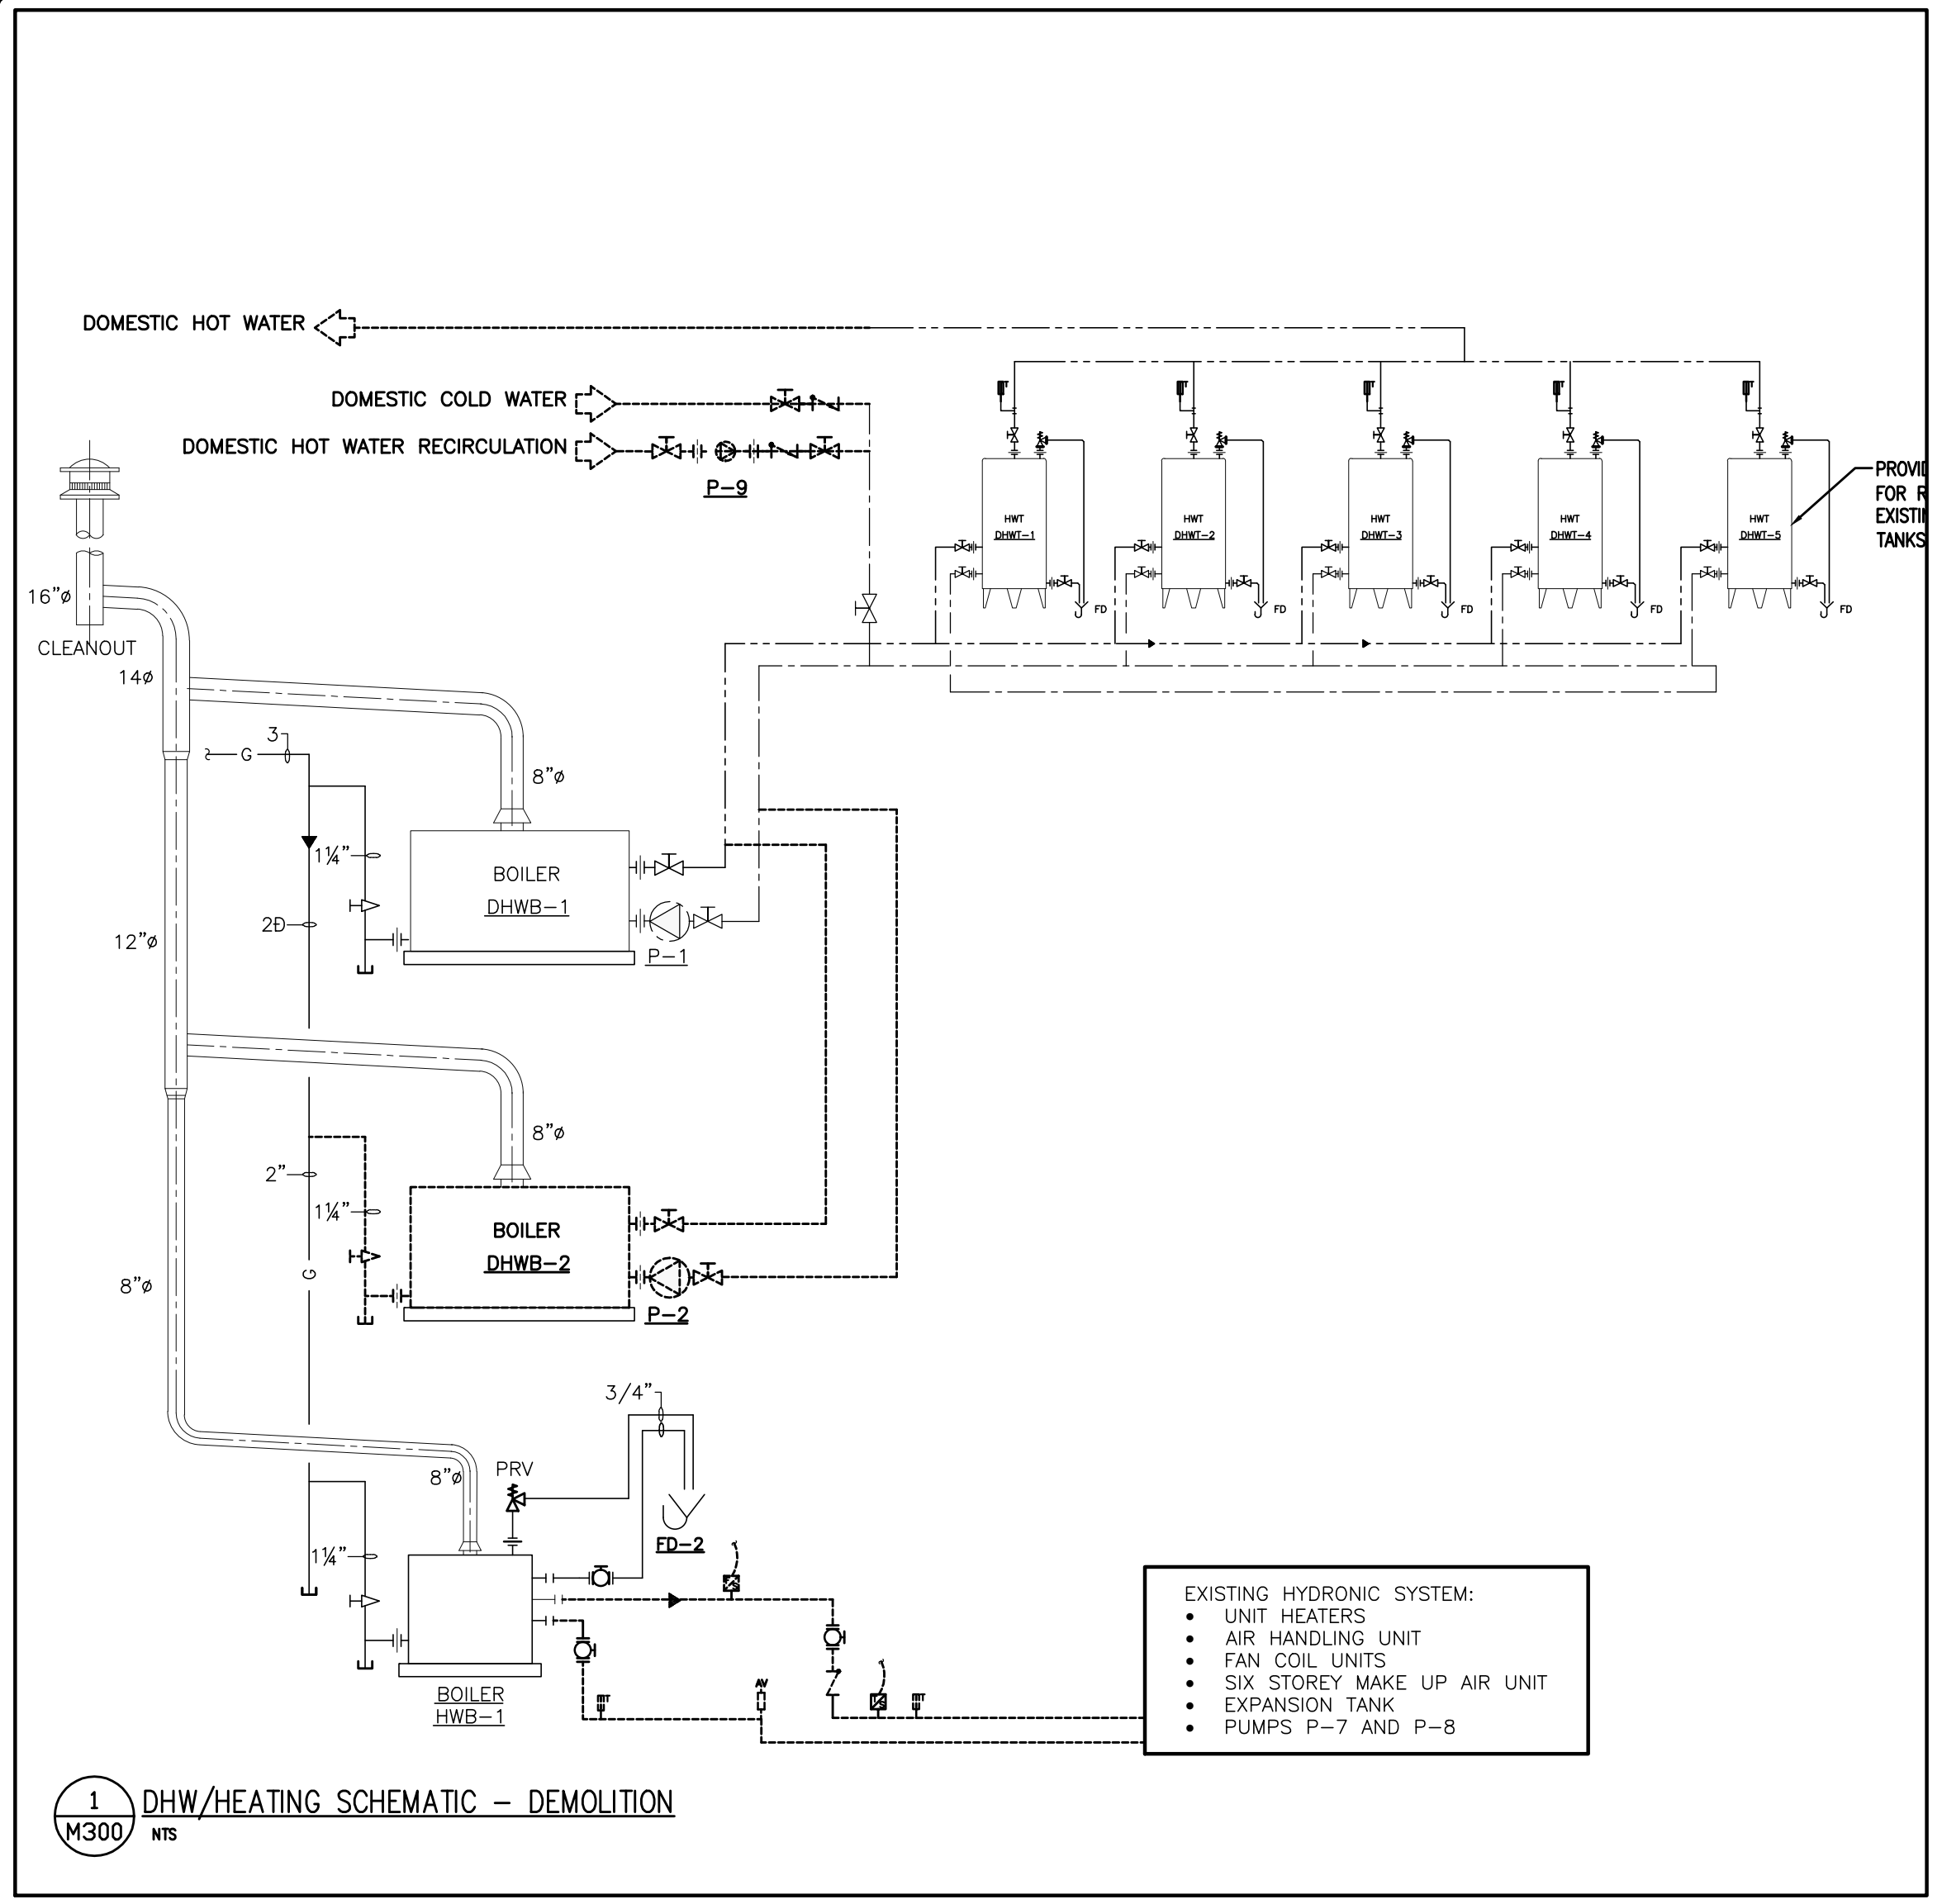 DOMESTIC HOT WATER
DOMESTIC COLD WATER
DOMESTIC HOT WATER RECIRCULATION
P-9
HWT
DHWT-1
FD
HWT
DHWT-2
FD
HWT
DHWT-3
FD
HWT
DHWT-4
FD
HWT
DHWT-5
FD
FOR R
TANKS
16"ø
CLEANOUT
14ø
3
G
8"ø
1¼"
BOILER
DHWB-1
2Đ
P-1
12"ø
8"ø
2"
1¼"
BOILER
DHWB-2
G
P-2
8"ø
3/4"
8"ø
PRV
FD-2
1¼"
BOILER
HWB-1
AV
EXISTING HYDRONIC SYSTEM:
• UNIT HEATERS
• AIR HANDLING UNIT
• FAN COIL UNITS
• SIX STOREY MAKE UP AIR UNIT
• EXPANSION TANK
• PUMPS P-7 AND P-8
1
M300
DHW/HEATING SCHEMATIC - DEMOLITION
NTS